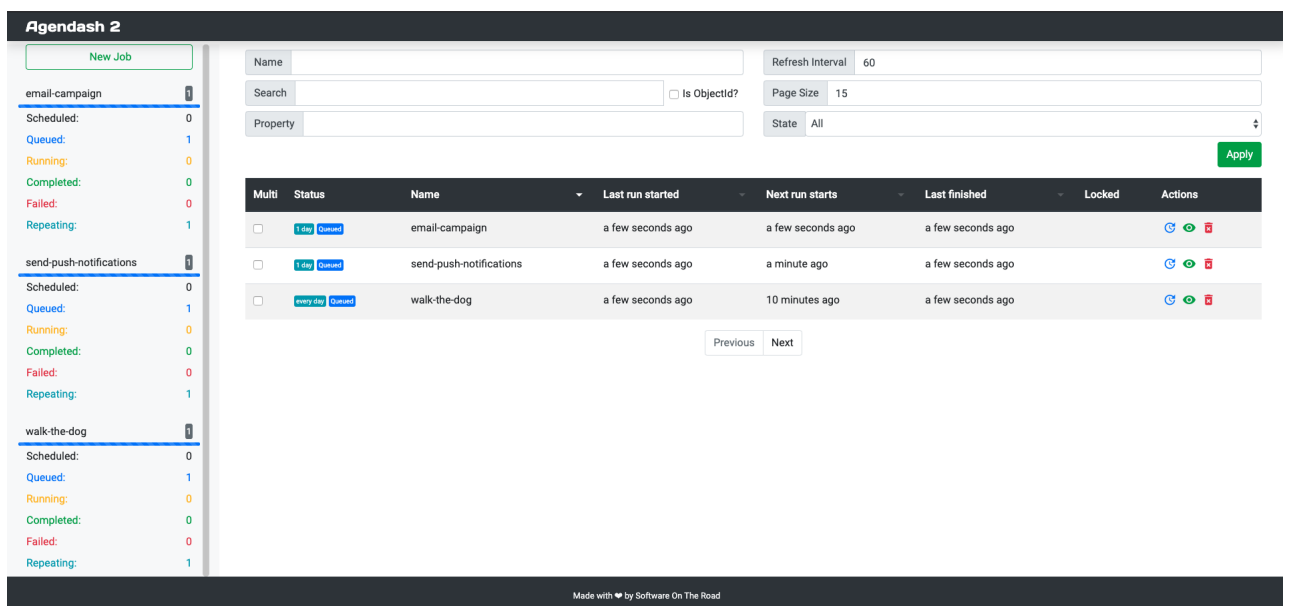 Agendash 2
New Job
email-campaign 1
Scheduled: 0
Queued: 1
Running: 0
Completed: 0
Failed: 0
Repeating: 1
send-push-notifications 1
Scheduled: 0
Queued: 1
Running: 0
Completed: 0
Failed: 0
Repeating: 1
walk-the-dog 1
Scheduled: 0
Queued: 1
Running: 0
Completed: 0
Failed: 0
Repeating: 1
Name Refresh Interval 60
Search Is ObjectId? Page Size 15
Property State All
Apply
Multi Status Name Last run started Next run starts Last finished Locked Actions
1 day Queued email-campaign a few seconds ago a few seconds ago a few seconds ago
1 day Queued send-push-notifications a few seconds ago a minute ago a few seconds ago
every day Queued walk-the-dog a few seconds ago 10 minutes ago a few seconds ago
Previous Next
Made with ❤ by Software On The Road